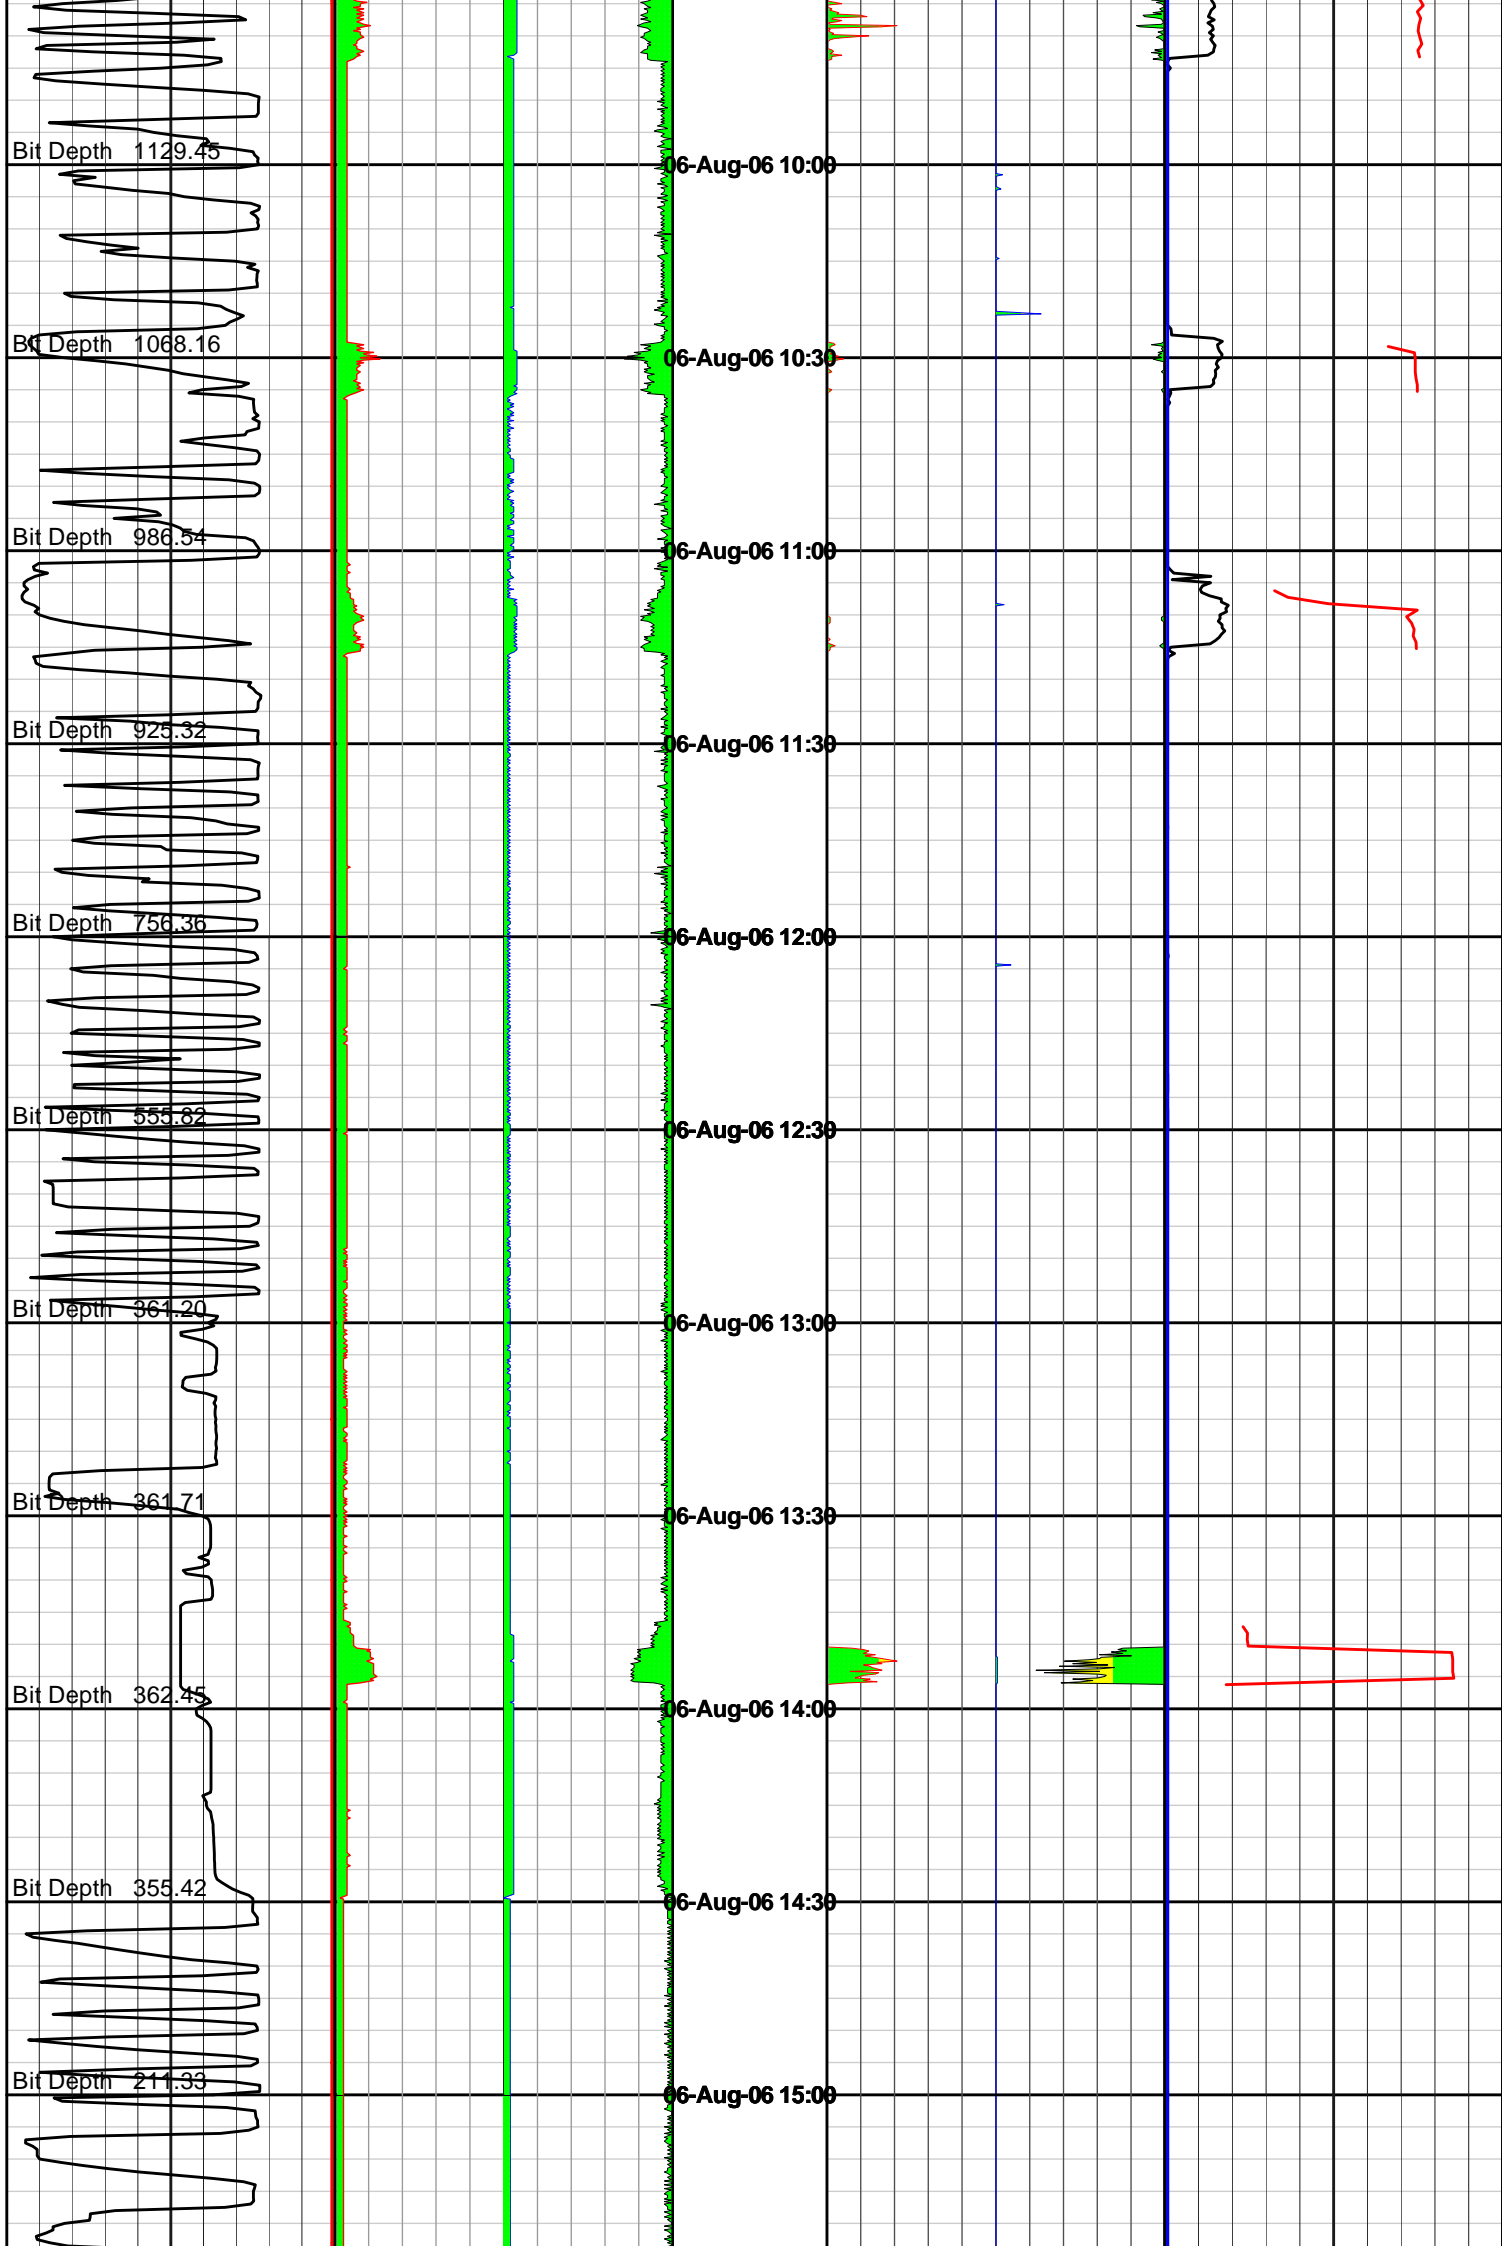 Bit Depth 1129.45
06-Aug-06 10:00
Bit Depth 1068.16
06-Aug-06 10:30
Bit Depth 986.54
06-Aug-06 11:00
Bit Depth 925.32
06-Aug-06 11:30
Bit Depth 756.36
06-Aug-06 12:00
Bit Depth 555.82
06-Aug-06 12:30
Bit Depth 361.20
06-Aug-06 13:00
Bit Depth 361.71
06-Aug-06 13:30
Bit Depth 362.45
06-Aug-06 14:00
Bit Depth 355.42
06-Aug-06 14:30
Bit Depth 211.33
06-Aug-06 15:00